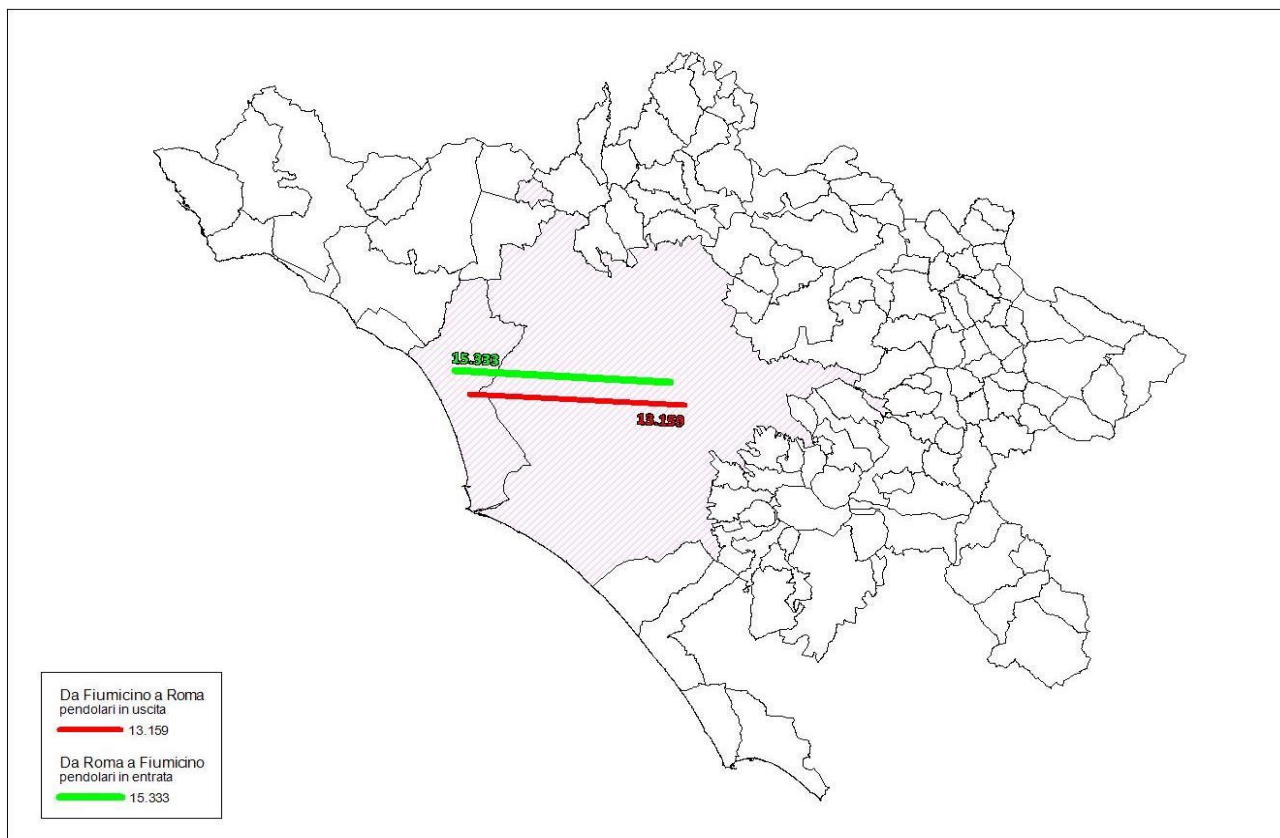 15.333
13.159
Da Fiumicino a Roma
pendolari in uscita
13.159
Da Roma a Fiumicino
pendolari in entrata
15.333